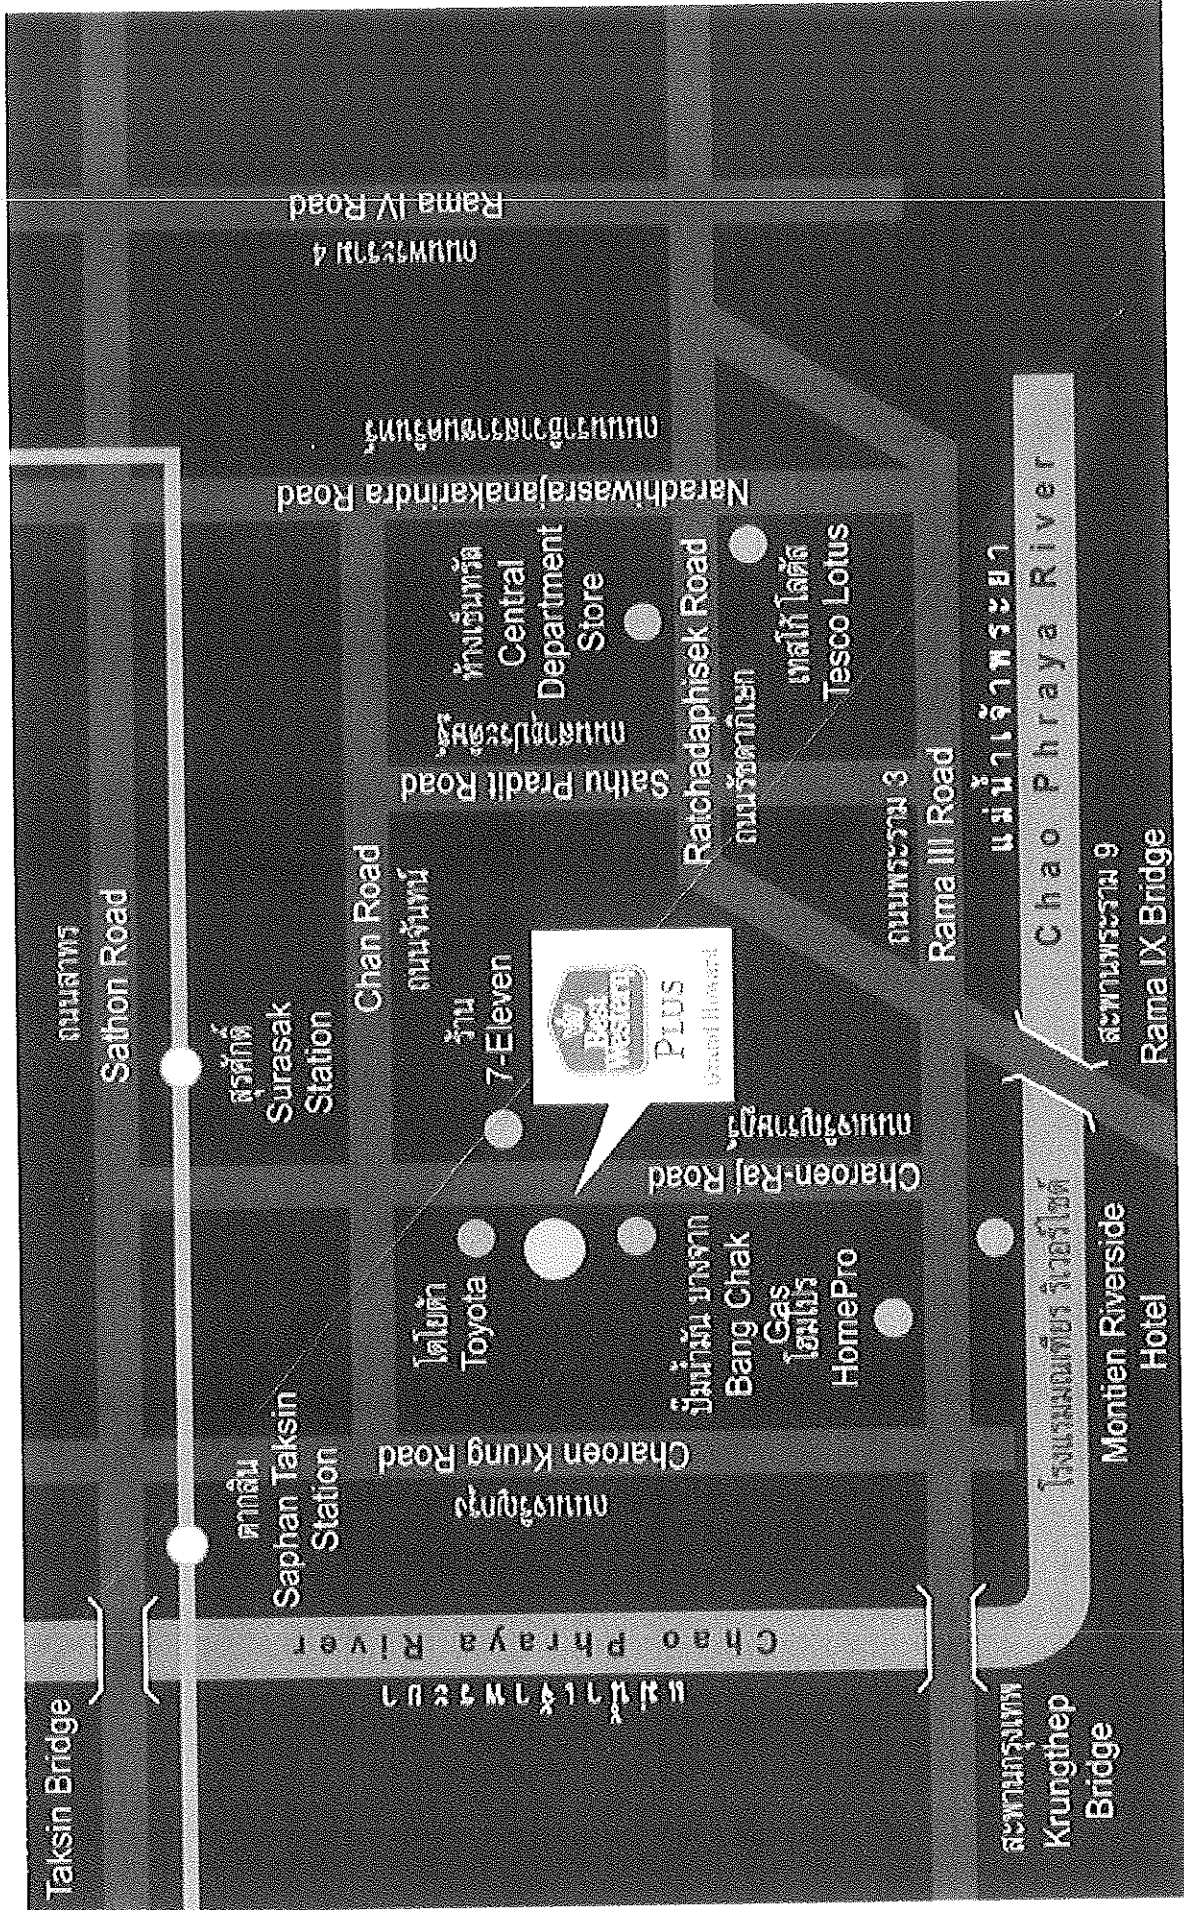 Taksin Bridge
ถนนสาทร
Sathon Road
ตากสิน
Saphan Taksin
Station
สุรศักดิ์
Surasak
Station
Chan Road
ถนนจันทน์
แม่น้ำเจ้าพระยา
Chao Phraya River
ถนนเจริญกรุง
Charoen Krung Road
โตโยต้า
Toyota
ร้าน
7-Eleven
Best
Western
PLUS
ปั๊มน้ำมัน บางจาก
Bang Chak
Gas
โฮมโปร
HomePro
Charoen-Raj Road
ถนนเจริญราษฎร์
Sathu Pradit Road
ถนนสาธุประดิษฐ์
ห้างเซ็นทรัล
Central
Department
Store
Ratchadaphisek Road
ถนนรัชดาภิเษก
เทสโก้ โลตัส
Tesco Lotus
Naradhiwasrajanakarindra Road
ถนนนราธิวาสราชนครินทร์
ถนนพระราม 4
Rama IV Road
ถนนพระราม 3
Rama III Road
แม่น้ำเจ้าพระยา
Chao Phraya River
สะพานกรุงเทพ
Krungthep
Bridge
โรงแรมมณเฑียร ริเวอร์ไซด์
Montien Riverside
Hotel
สะพานพระราม 9
Rama IX Bridge